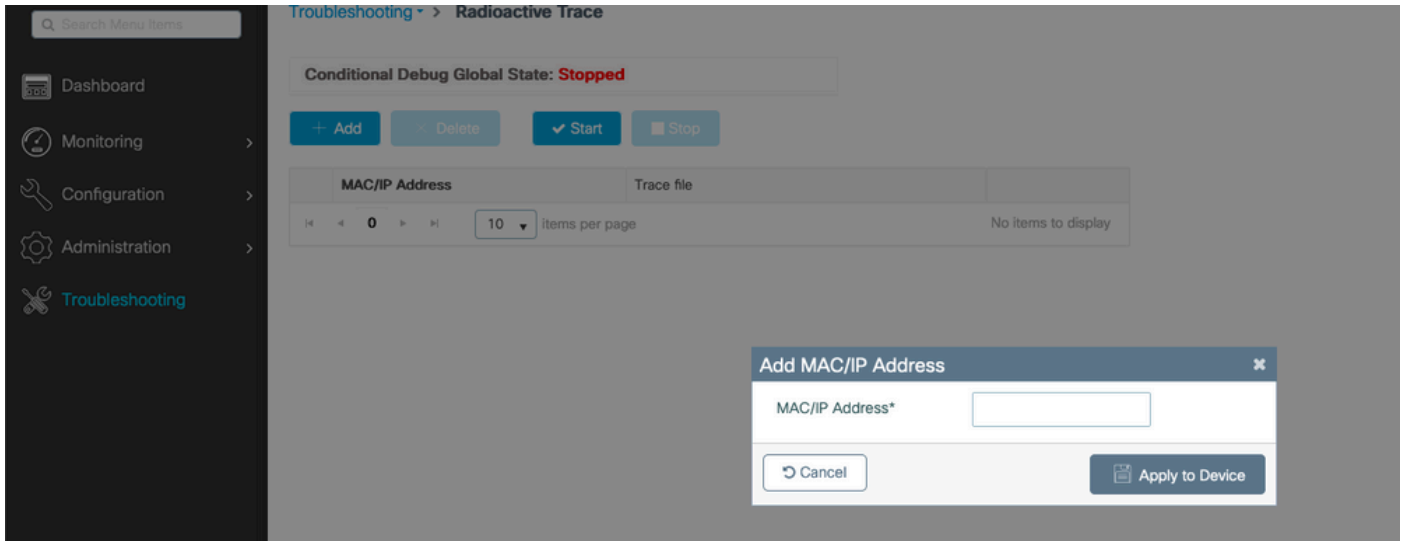 Search Menu Items
Dashboard
Monitoring
Configuration
Administration
Troubleshooting
Troubleshooting > Radioactive Trace
Conditional Debug Global State: Stopped
+ Add × Delete ✔ Start Stop
MAC/IP Address Trace file
0 10 items per page No items to display
Add MAC/IP Address
MAC/IP Address*
Cancel Apply to Device